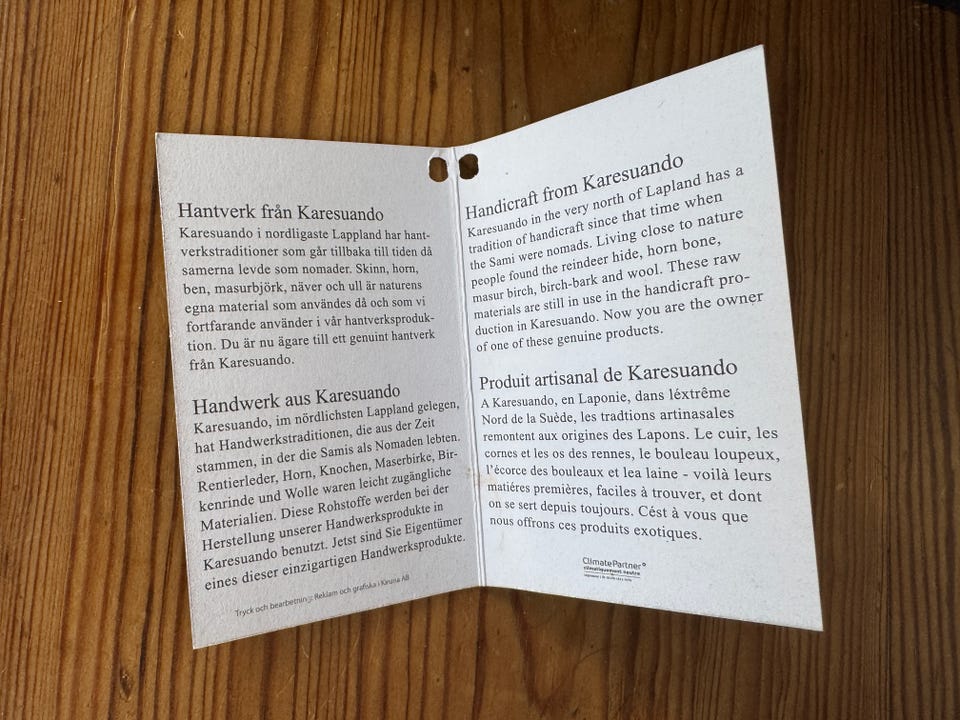 Hantverk från Karesuando
Karesuando i nordligaste Lappland har hant-
verkstraditioner som går tillbaka till tiden då
samerna levde som nomader. Skinn, horn,
ben, masurbjörk, näver och ull är naturens
egna material som användes då och som vi
fortfarande använder i vår hantverksproduk-
tion. Du är nu ägare till ett genuint hantverk
från Karesuando.
Handwerk aus Karesuando
Karesuando, im nördlichsten Lappland gelegen,
hat Handwerkstraditionen, die aus der Zeit
stammen, in der die Samis als Nomaden lebten.
Rentierleder, Horn, Knochen, Maserbirke, Bir-
kenrinde und Wolle waren leicht zugängliche
Materialien. Diese Rohstoffe werden bei der
Herstellung unserer Handwerksprodukte in
Karesuando benutzt. Jetst sind Sie Eigentümer
eines dieser einzigartigen Handwerksprodukte.
Tryck och bearbetning: Reklam och grafiska i Kiruna AB
Handicraft from Karesuando
Karesuando in the very north of Lapland has a
tradition of handicraft since that time when
the Sami were nomads. Living close to nature
people found the reindeer hide, horn bone,
masur birch, birch-bark and wool. These raw
materials are still in use in the handicraft pro-
duction in Karesuando. Now you are the owner
of one of these genuine products.
Produit artisanal de Karesuando
A Karesuando, en Laponie, dans léxtrême
Nord de la Suède, les tradtions artinasales
remontent aux origines des Lapons. Le cuir, les
cornes et les os des rennes, le bouleau loupeux,
l'écorce des bouleaux et lea laine - voilà leurs
matiéres premières, faciles à trouver, et dont
on se sert depuis toujours. Cést à vous que
nous offrons ces produits exotiques.
ClimatePartner°
climatiquement neutre